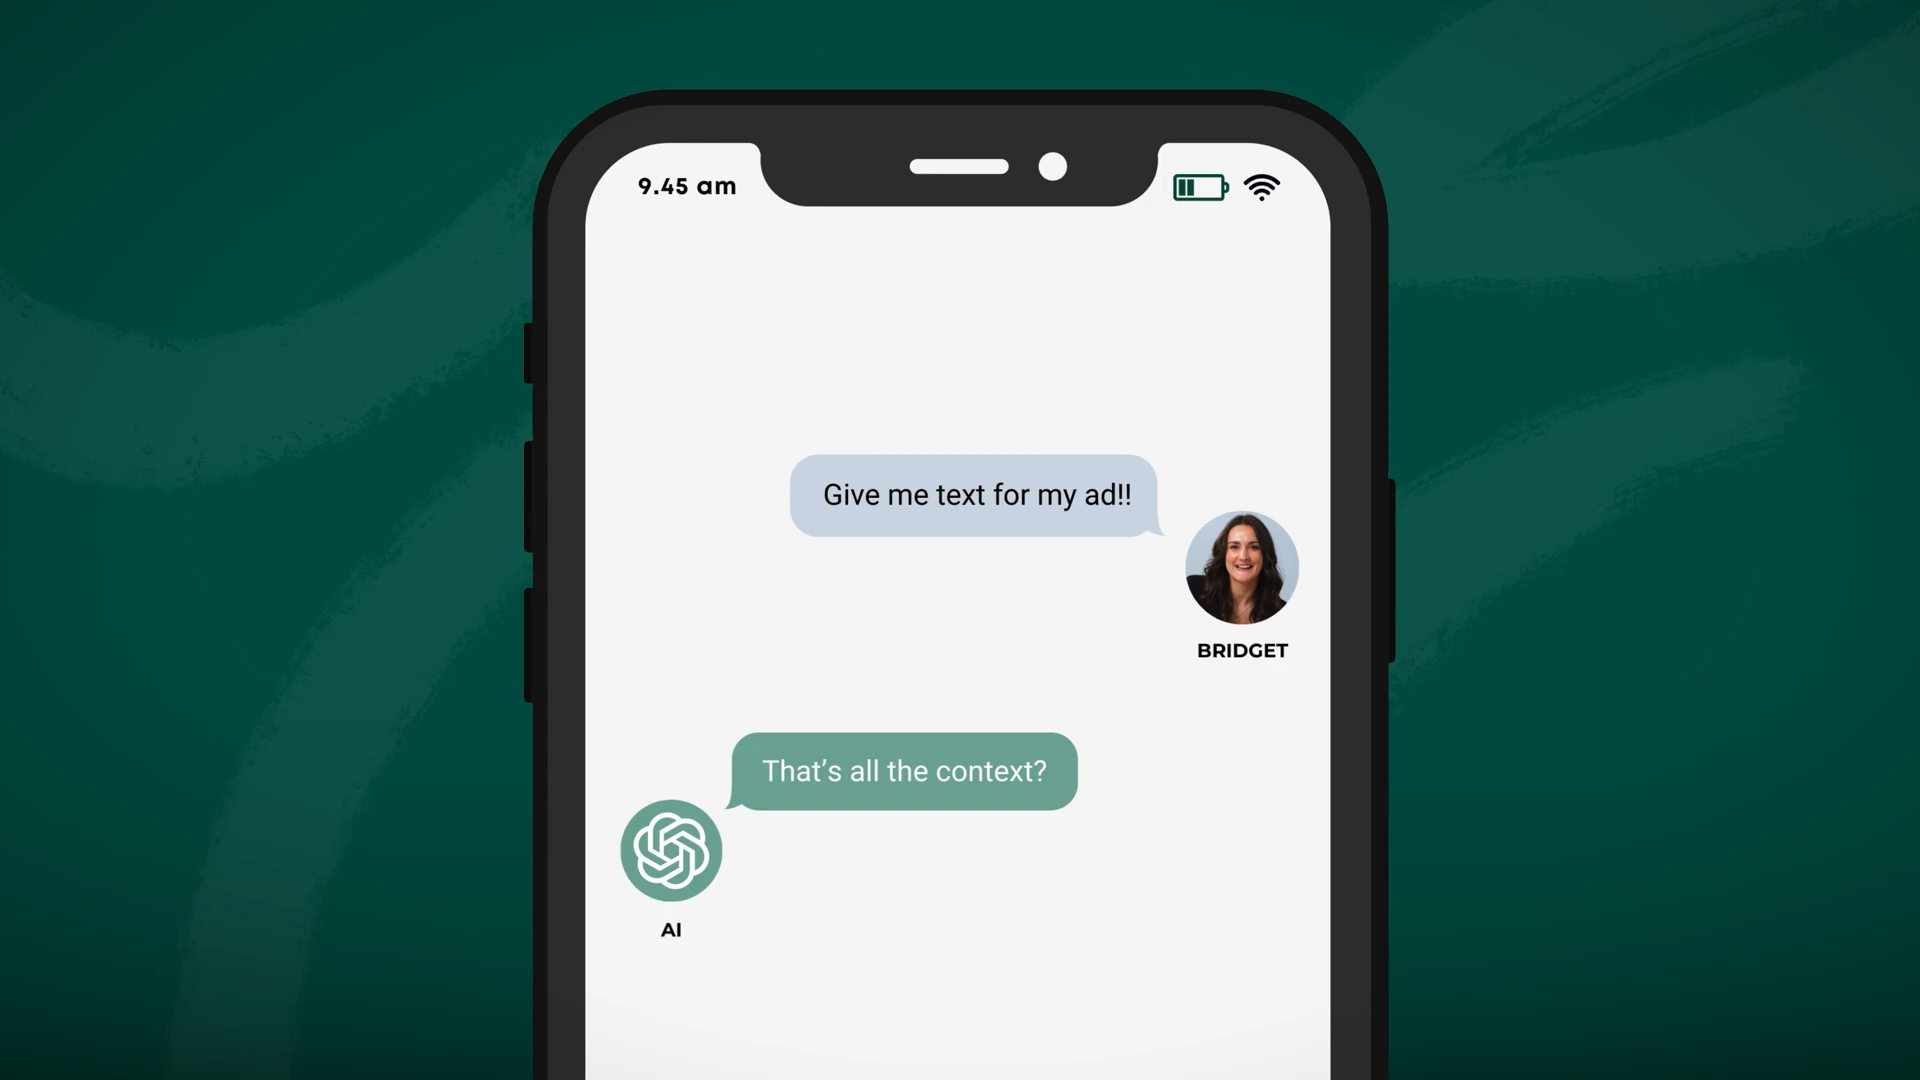 9.45 am
Give me text for my ad!!
BRIDGET
That’s all the context?
AI